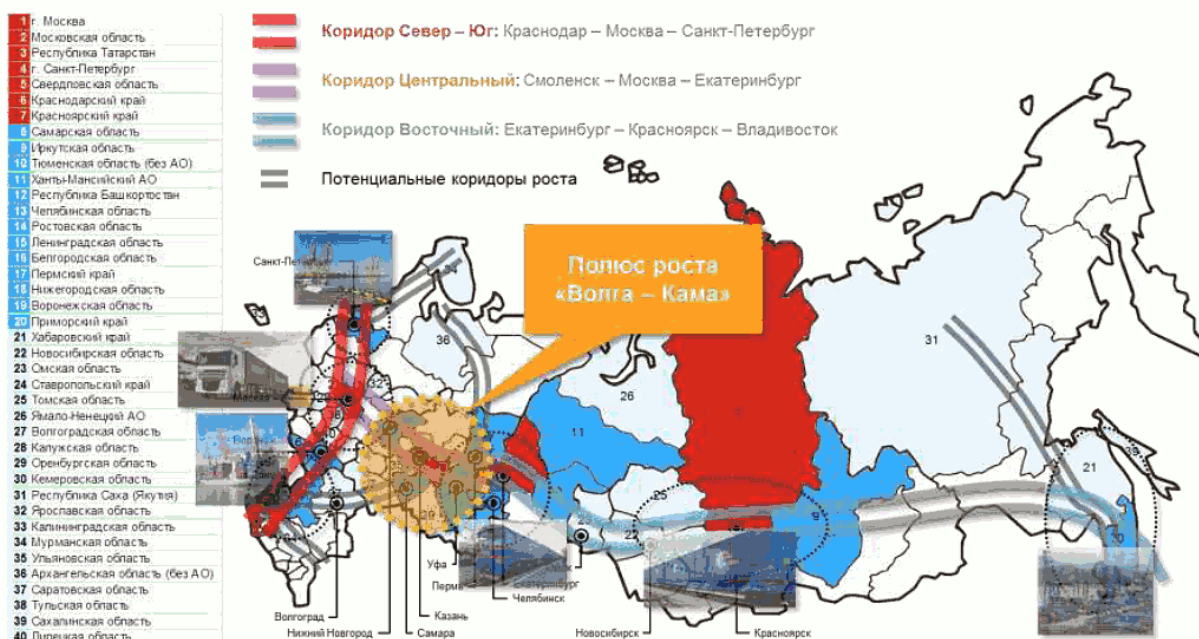 1 г. Москва
2 Московская область
3 Республика Татарстан
4 г. Санкт-Петербург
5 Свердловская область
6 Краснодарский край
7 Красноярский край
8 Самарская область
9 Иркутская область
10 Тюменская область (без АО)
11 Ханты-Мансийский АО
12 Республика Башкортостан
13 Челябинская область
14 Ростовская область
15 Ленинградская область
16 Белгородская область
17 Пермский край
18 Нижегородская область
19 Воронежская область
20 Приморский край
21 Хабаровский край
22 Новосибирская область
23 Омская область
24 Ставропольский край
25 Томская область
26 Ямало-Ненецкий АО
27 Волгоградская область
28 Калужская область
29 Оренбургская область
30 Кемеровская область
31 Республика Саха (Якутия)
32 Ярославская область
33 Калининградская область
34 Мурманская область
35 Ульяновская область
36 Архангельская область (без АО)
37 Саратовская область
38 Тульская область
39 Сахалинская область
40 Липецкая область
Коридор Север – Юг: Краснодар – Москва – Санкт-Петербург
Коридор Центральный: Смоленск – Москва – Екатеринбург
Коридор Восточный: Екатеринбург – Красноярск – Владивосток
Потенциальные коридоры роста
Полюс роста
«Волга – Кама»
Москва
Воронеж
36
26
11
31
25
22
9
21
Уфа
Пермь
Екатеринбург
Челябинск
Волгоград
Казань
Нижний Новгород
Самара
Новосибирск
Красноярск